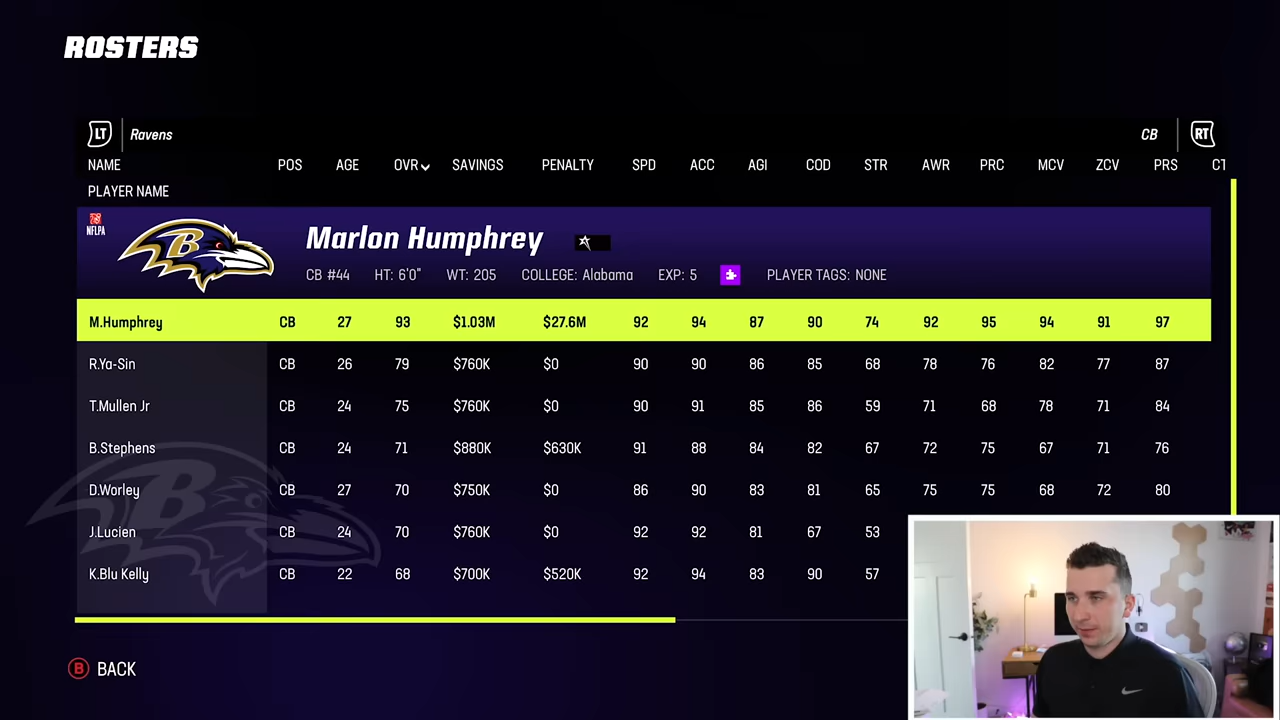 ROSTERS
LT Ravens CB RT
NAME POS AGE OVR SAVINGS PENALTY SPD ACC AGI COD STR AWR PRC MCV ZCV PRS CT
PLAYER NAME
NFLPA
B
Marlon Humphrey
CB #44 HT: 6'0" WT: 205 COLLEGE: Alabama EXP: 5 PLAYER TAGS: NONE
M.Humphrey CB 27 93 $1.03M $27.6M 92 94 87 90 74 92 95 94 91 97
R.Ya-Sin CB 26 79 $760K $0 90 90 86 85 68 78 76 82 77 87
T.Mullen Jr CB 24 75 $760K $0 90 91 85 86 59 71 68 78 71 84
B.Stephens CB 24 71 $880K $630K 91 88 84 82 67 72 75 67 71 76
D.Worley CB 27 70 $750K $0 86 90 83 81 65 75 75 68 72 80
J.Lucien CB 24 70 $760K $0 92 92 81 67 53
K.Blu Kelly CB 22 68 $700K $520K 92 94 83 90 57
B BACK